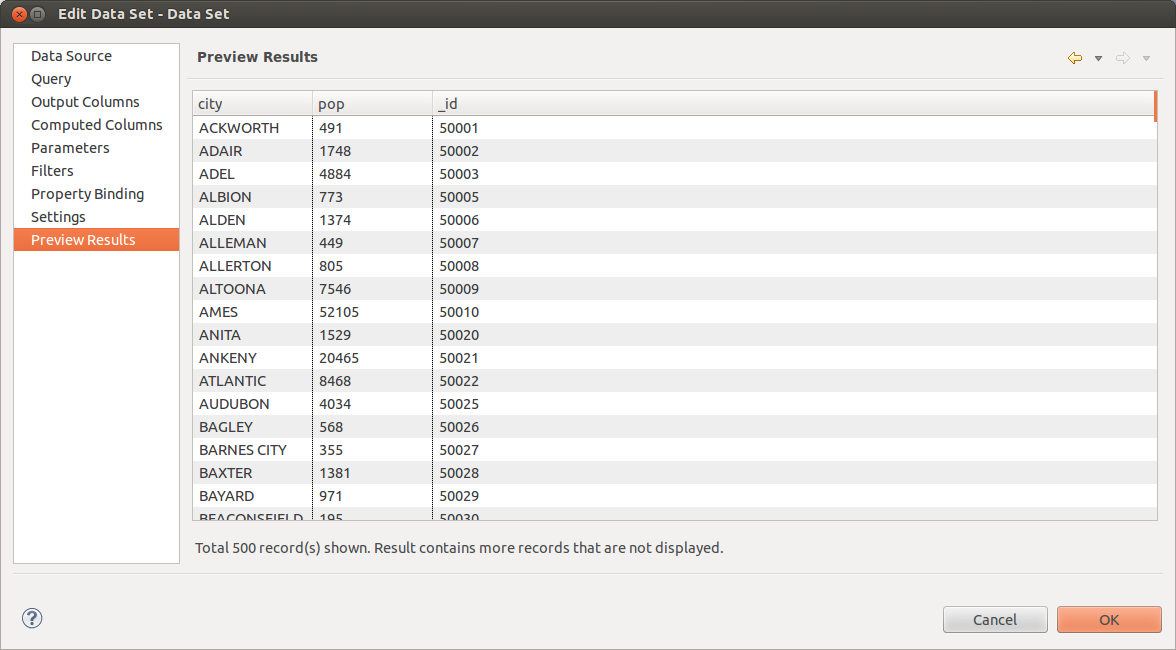 Edit Data Set - Data Set
Data Source
Query
Output Columns
Computed Columns
Parameters
Filters
Property Binding
Settings
Preview Results
Preview Results
city pop _id
ACKWORTH 491 50001
ADAIR 1748 50002
ADEL 4884 50003
ALBION 773 50005
ALDEN 1374 50006
ALLEMAN 449 50007
ALLERTON 805 50008
ALTOONA 7546 50009
AMES 52105 50010
ANITA 1529 50020
ANKENY 20465 50021
ATLANTIC 8468 50022
AUDUBON 4034 50025
BAGLEY 568 50026
BARNES CITY 355 50027
BAXTER 1381 50028
BAYARD 971 50029
BEACONSFIELD 195 50030
Total 500 record(s) shown. Result contains more records that are not displayed.
?
Cancel OK